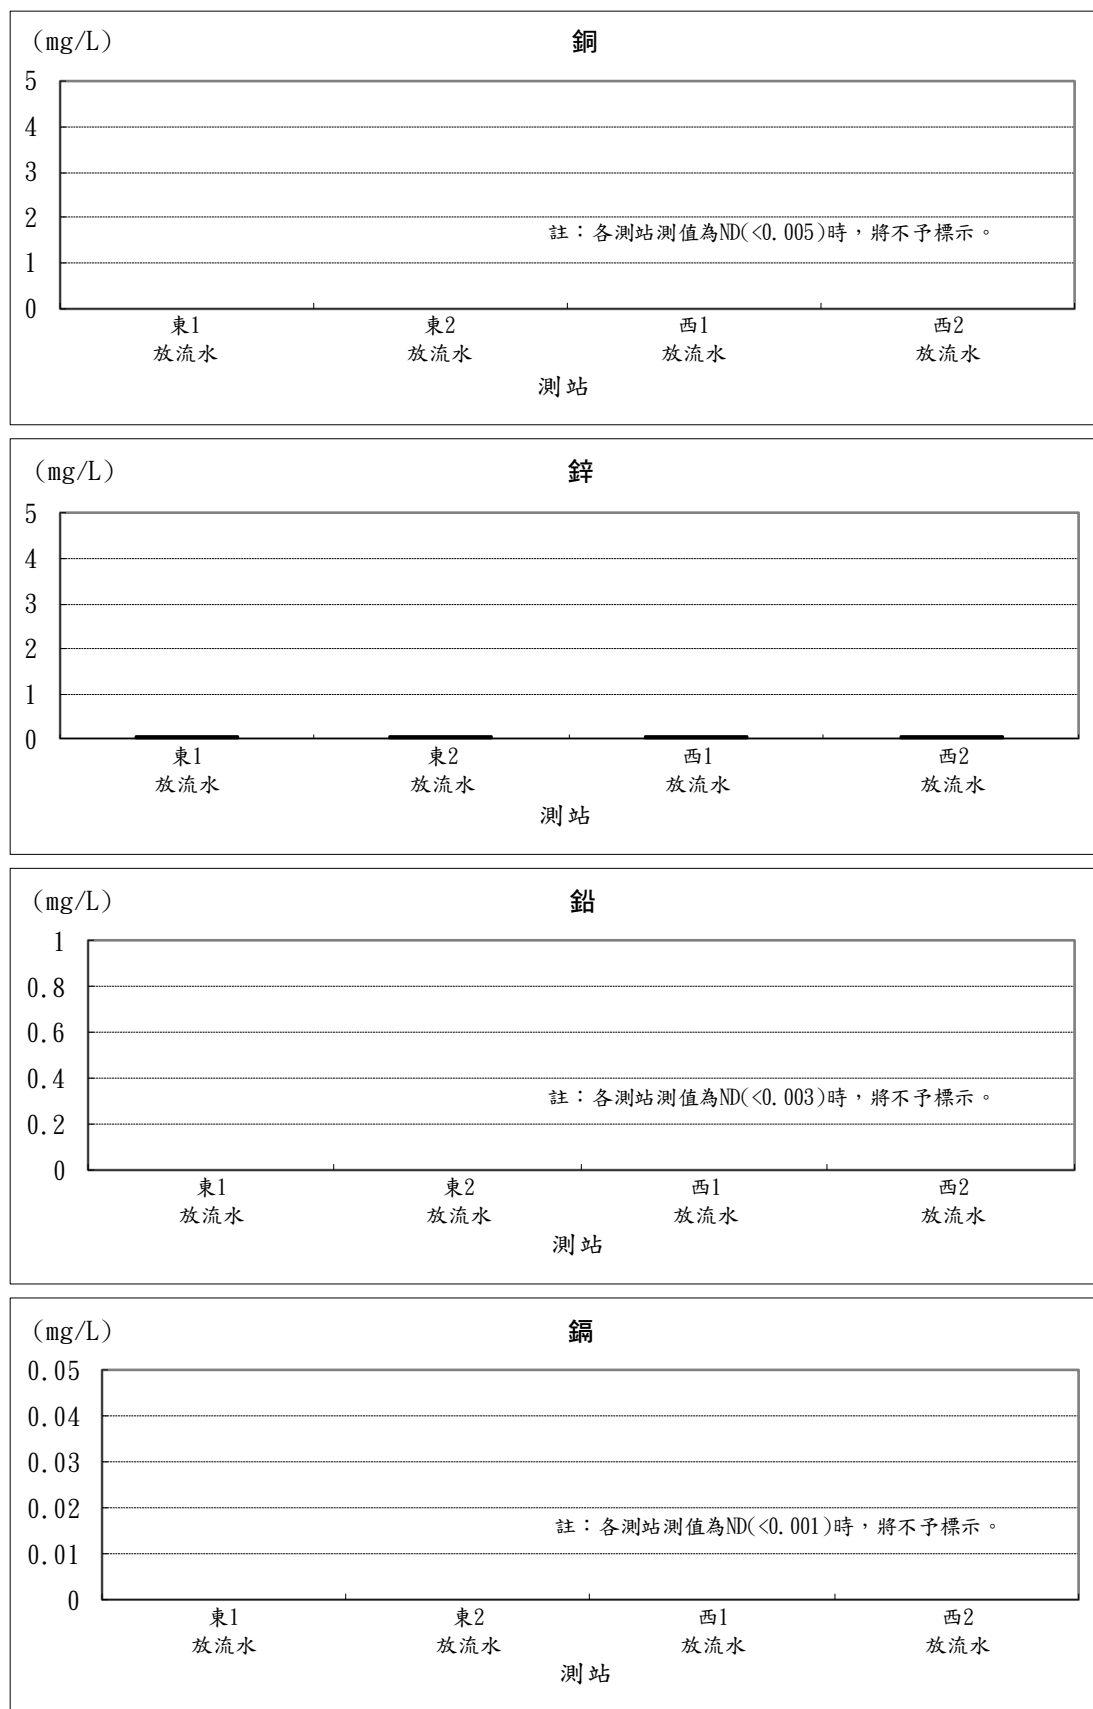 (mg/L)
銅
5
4
3
2
註：各測站測值為ND(<0.005)時，將不予標示。
1
0
東1 東2 西1 西2
放流水 放流水 放流水 放流水
測站
(mg/L)
鋅
5
4
3
2
1
0
東1 東2 西1 西2
放流水 放流水 放流水 放流水
測站
(mg/L)
鉛
1
0.8
0.6
0.4
註：各測站測值為ND(<0.003)時，將不予標示。
0.2
0
東1 東2 西1 西2
放流水 放流水 放流水 放流水
測站
(mg/L)
鎘
0.05
0.04
0.03
0.02
註：各測站測值為ND(<0.001)時，將不予標示。
0.01
0
東1 東2 西1 西2
放流水 放流水 放流水 放流水
測站